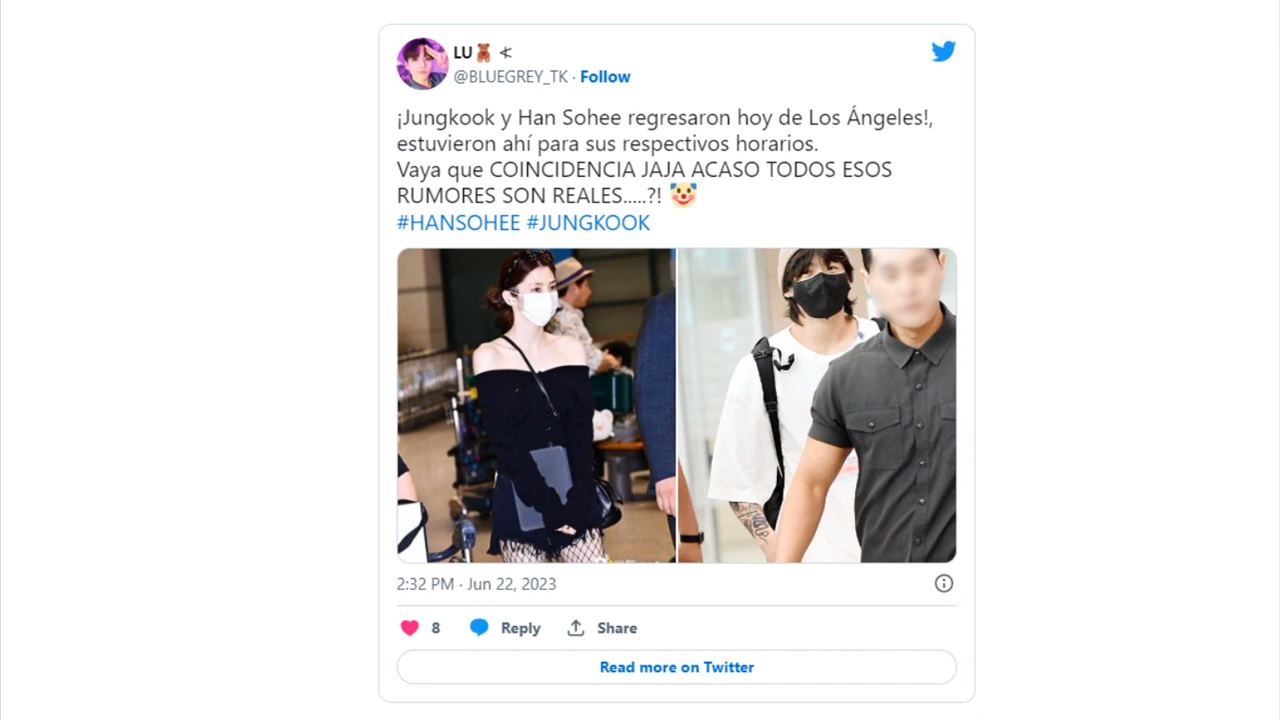 LU🧸 ⊰
@BLUEGREY_TK · Follow
¡Jungkook y Han Sohee regresaron hoy de Los Ángeles!,
estuvieron ahí para sus respectivos horarios.
Vaya que COINCIDENCIA JAJA ACASO TODOS ESOS
RUMORES SON REALES.....?! 🤡
#HANSOHEE #JUNGKOOK
2:32 PM · Jun 22, 2023
8 Reply Share
Read more on Twitter